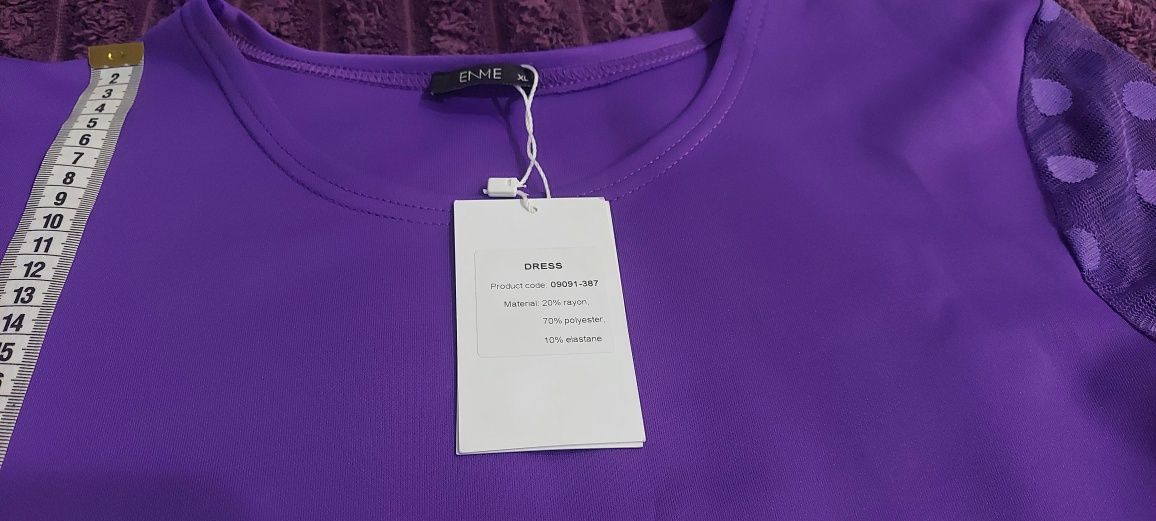 ENME
XL
DRESS
Product code: 09091-387
Material: 20% rayon,
70% polyester,
10% elastane
2
3
4
5
6
7
8
9
10
11
12
13
14
5